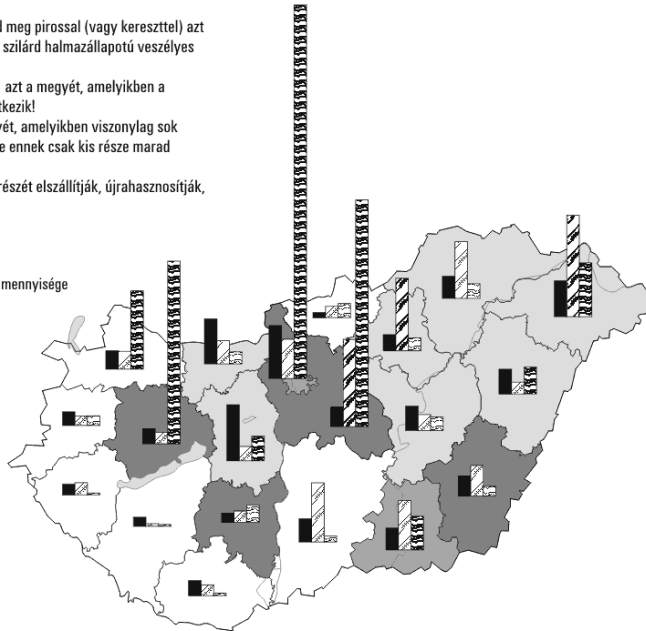 d meg pirossal (vagy kereszttel) azt
szilárd halmazállapotú veszélyes
azt a megyét, amelyikben a
tkezik!
yét, amelyikben viszonylag sok
e ennek csak kis része marad
részét elszállítják, újrahasznosítják,
mennyisége